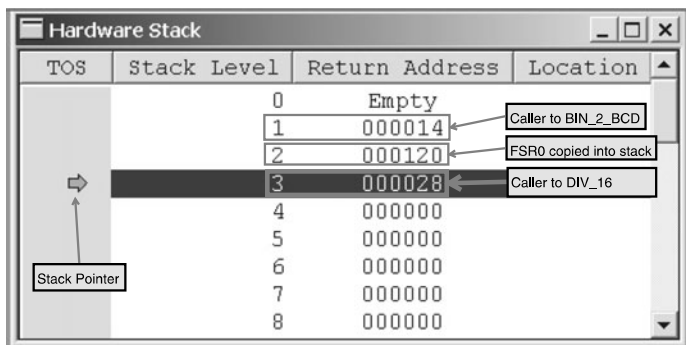 Hardware Stack
TOS Stack Level Return Address Location
0 Empty
1 000014 Caller to BIN_2_BCD
2 000120 FSR0 copied into stack
3 000028 Caller to DIV_16
4 000000
5 000000
Stack Pointer
6 000000
7 000000
8 000000